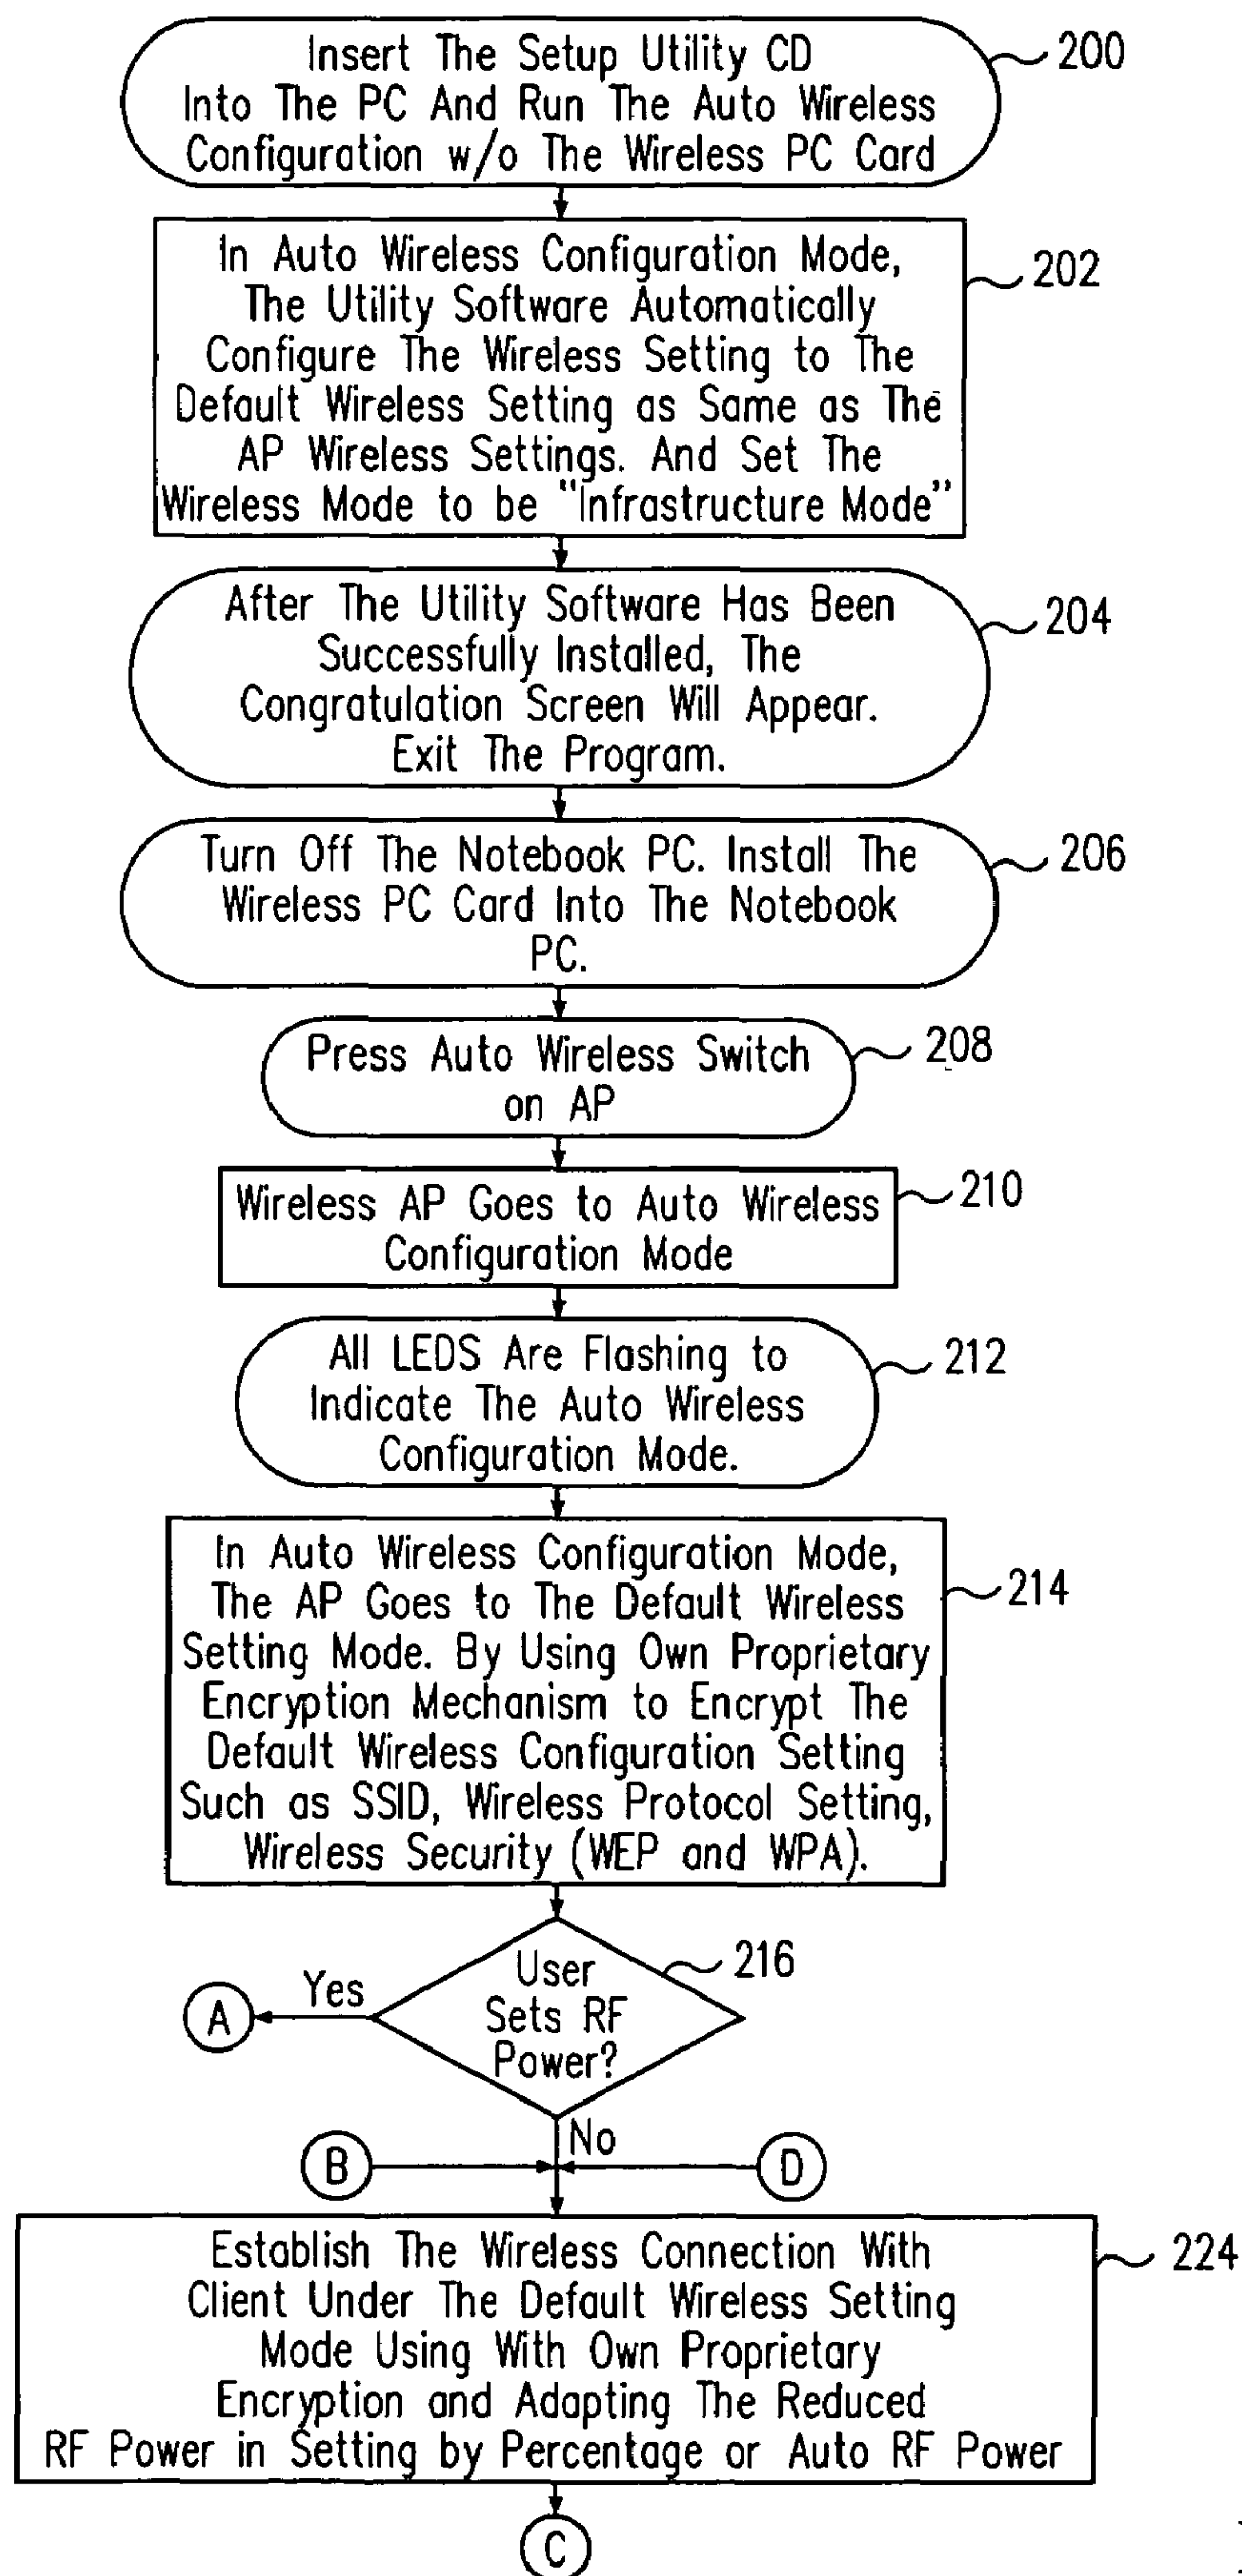 Insert The Setup Utility CD
Into The PC And Run The Auto Wireless
Configuration w/o The Wireless PC Card
200
In Auto Wireless Configuration Mode,
The Utility Software Automatically
Configure The Wireless Setting to The
Default Wireless Setting as Same as The
AP Wireless Settings. And Set The
Wireless Mode to be "Infrastructure Mode"
202
After The Utility Software Has Been
Successfully Installed, The
Congratulation Screen Will Appear.
Exit The Program.
204
Turn Off The Notebook PC. Install The
Wireless PC Card Into The Notebook
PC.
206
Press Auto Wireless Switch
on AP
208
Wireless AP Goes to Auto Wireless
Configuration Mode
210
All LEDS Are Flashing to
Indicate The Auto Wireless
Configuration Mode.
212
In Auto Wireless Configuration Mode,
The AP Goes to The Default Wireless
Setting Mode. By Using Own Proprietary
Encryption Mechanism to Encrypt The
Default Wireless Configuration Setting
Such as SSID, Wireless Protocol Setting,
Wireless Security (WEP and WPA).
214
User
Sets RF
Power?
216
Yes
A
No
B
D
Establish The Wireless Connection With
Client Under The Default Wireless Setting
Mode Using With Own Proprietary
Encryption and Adapting The Reduced
RF Power in Setting by Percentage or Auto RF Power
224
C